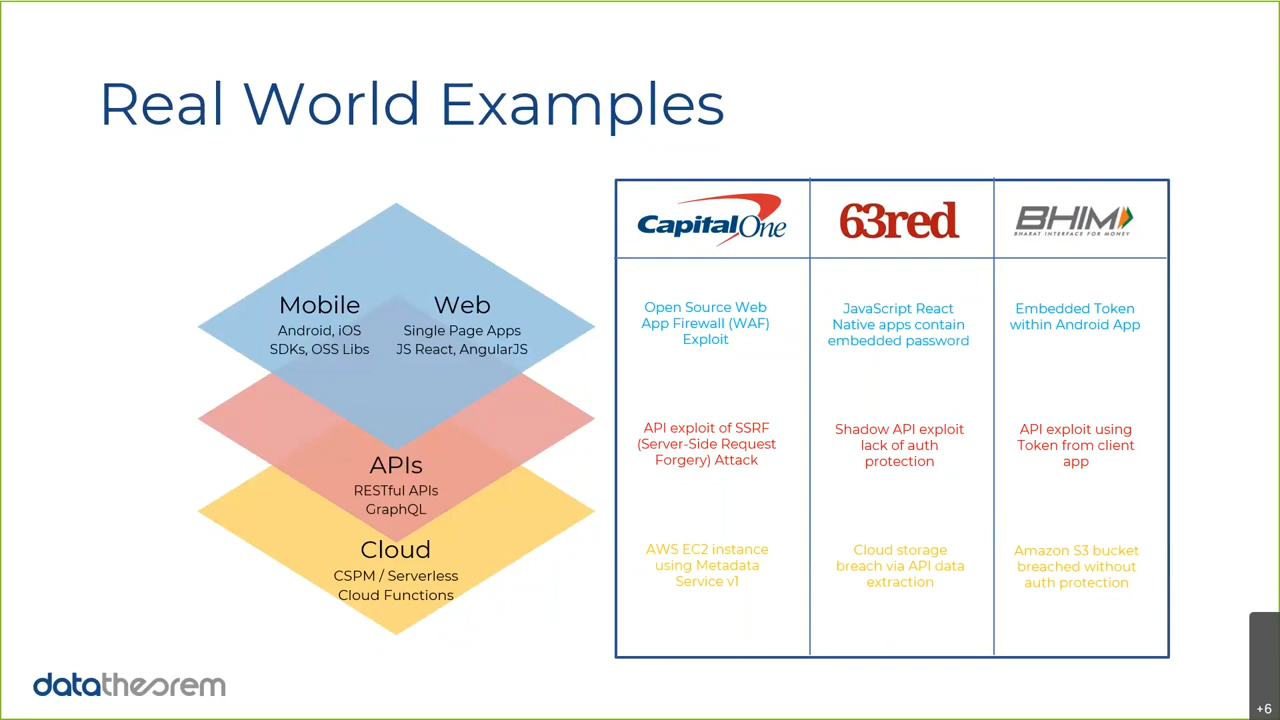 Real World Examples
Mobile
Android, iOS
SDKs, OSS Libs
Web
Single Page Apps
JS React, AngularJS
APIs
RESTful APIs
GraphQL
Cloud
CSPM / Serverless
Cloud Functions
CapitalOne
63red
BHIM
BHARAT INTERFACE FOR MONEY
Open Source Web
App Firewall (WAF)
Exploit
JavaScript React
Native apps contain
embedded password
Embedded Token
within Android App
API exploit of SSRF
(Server-Side Request
Forgery) Attack
Shadow API exploit
lack of auth
protection
API exploit using
Token from client
app
AWS EC2 instance
using Metadata
Service v1
Cloud storage
breach via API data
extraction
Amazon S3 bucket
breached without
auth protection
datatheorem
+6